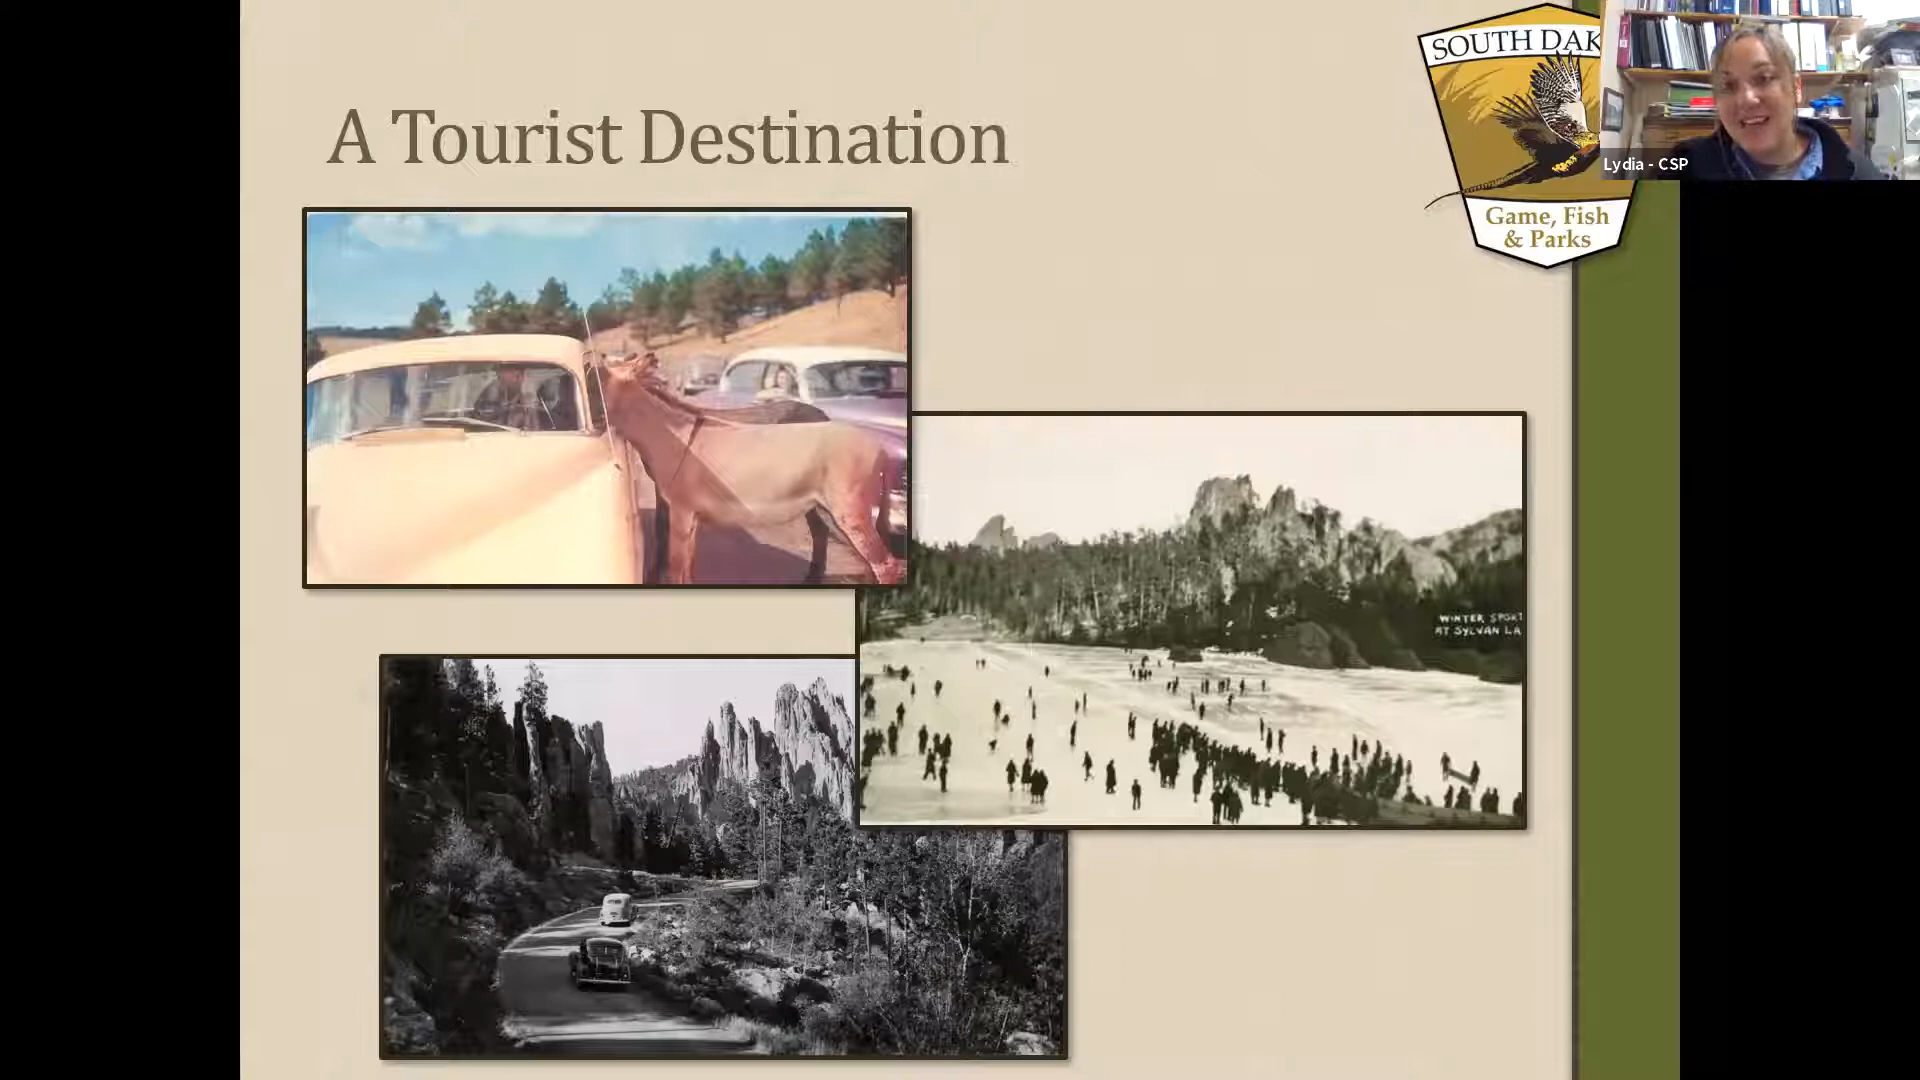 A Tourist Destination
SOUTH DAK
Game, Fish
& Parks
Lydia - CSP
WINTER SPORT
AT SYLVAN LA